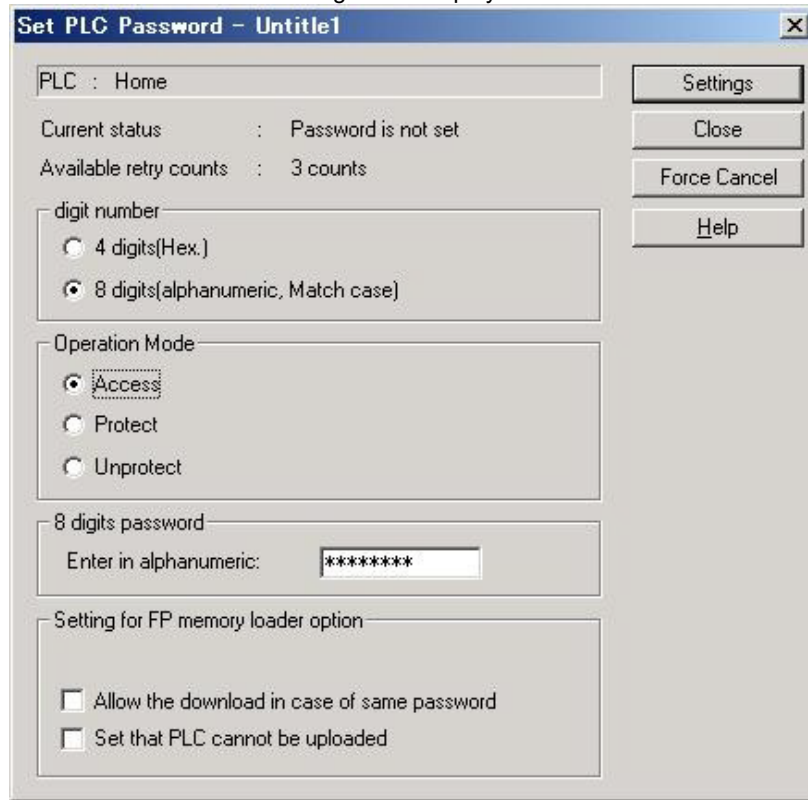 Set PLC Password - Untitle1
PLC : Home
Settings
Current status : Password is not set
Close
Available retry counts : 3 counts
Force Cancel
digit number
Help
4 digits(Hex.)
8 digits(alphanumeric, Match case)
Operation Mode
Access
Protect
Unprotect
8 digits password
Enter in alphanumeric: ********
Setting for FP memory loader option
Allow the download in case of same password
Set that PLC cannot be uploaded